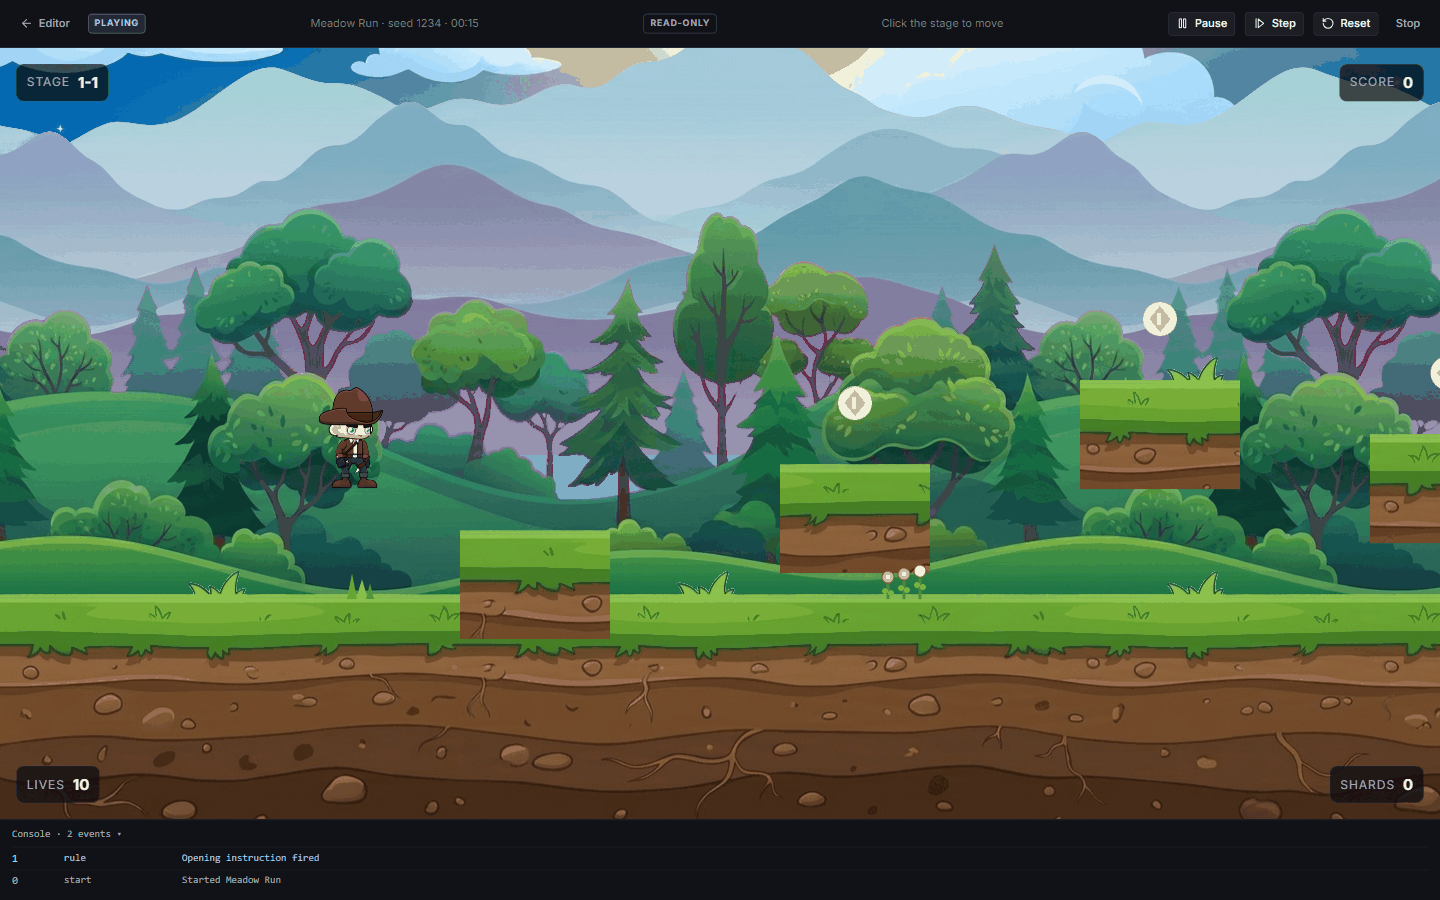 Editor
PLAYING
Meadow Run · seed 1234 · 00:15
READ-ONLY
Click the stage to move
Pause
Step
Reset
Stop
STAGE 1-1
SCORE 0
LIVES 10
SHARDS 0
Console · 2 events
1 rule Opening instruction fired
0 start Started Meadow Run